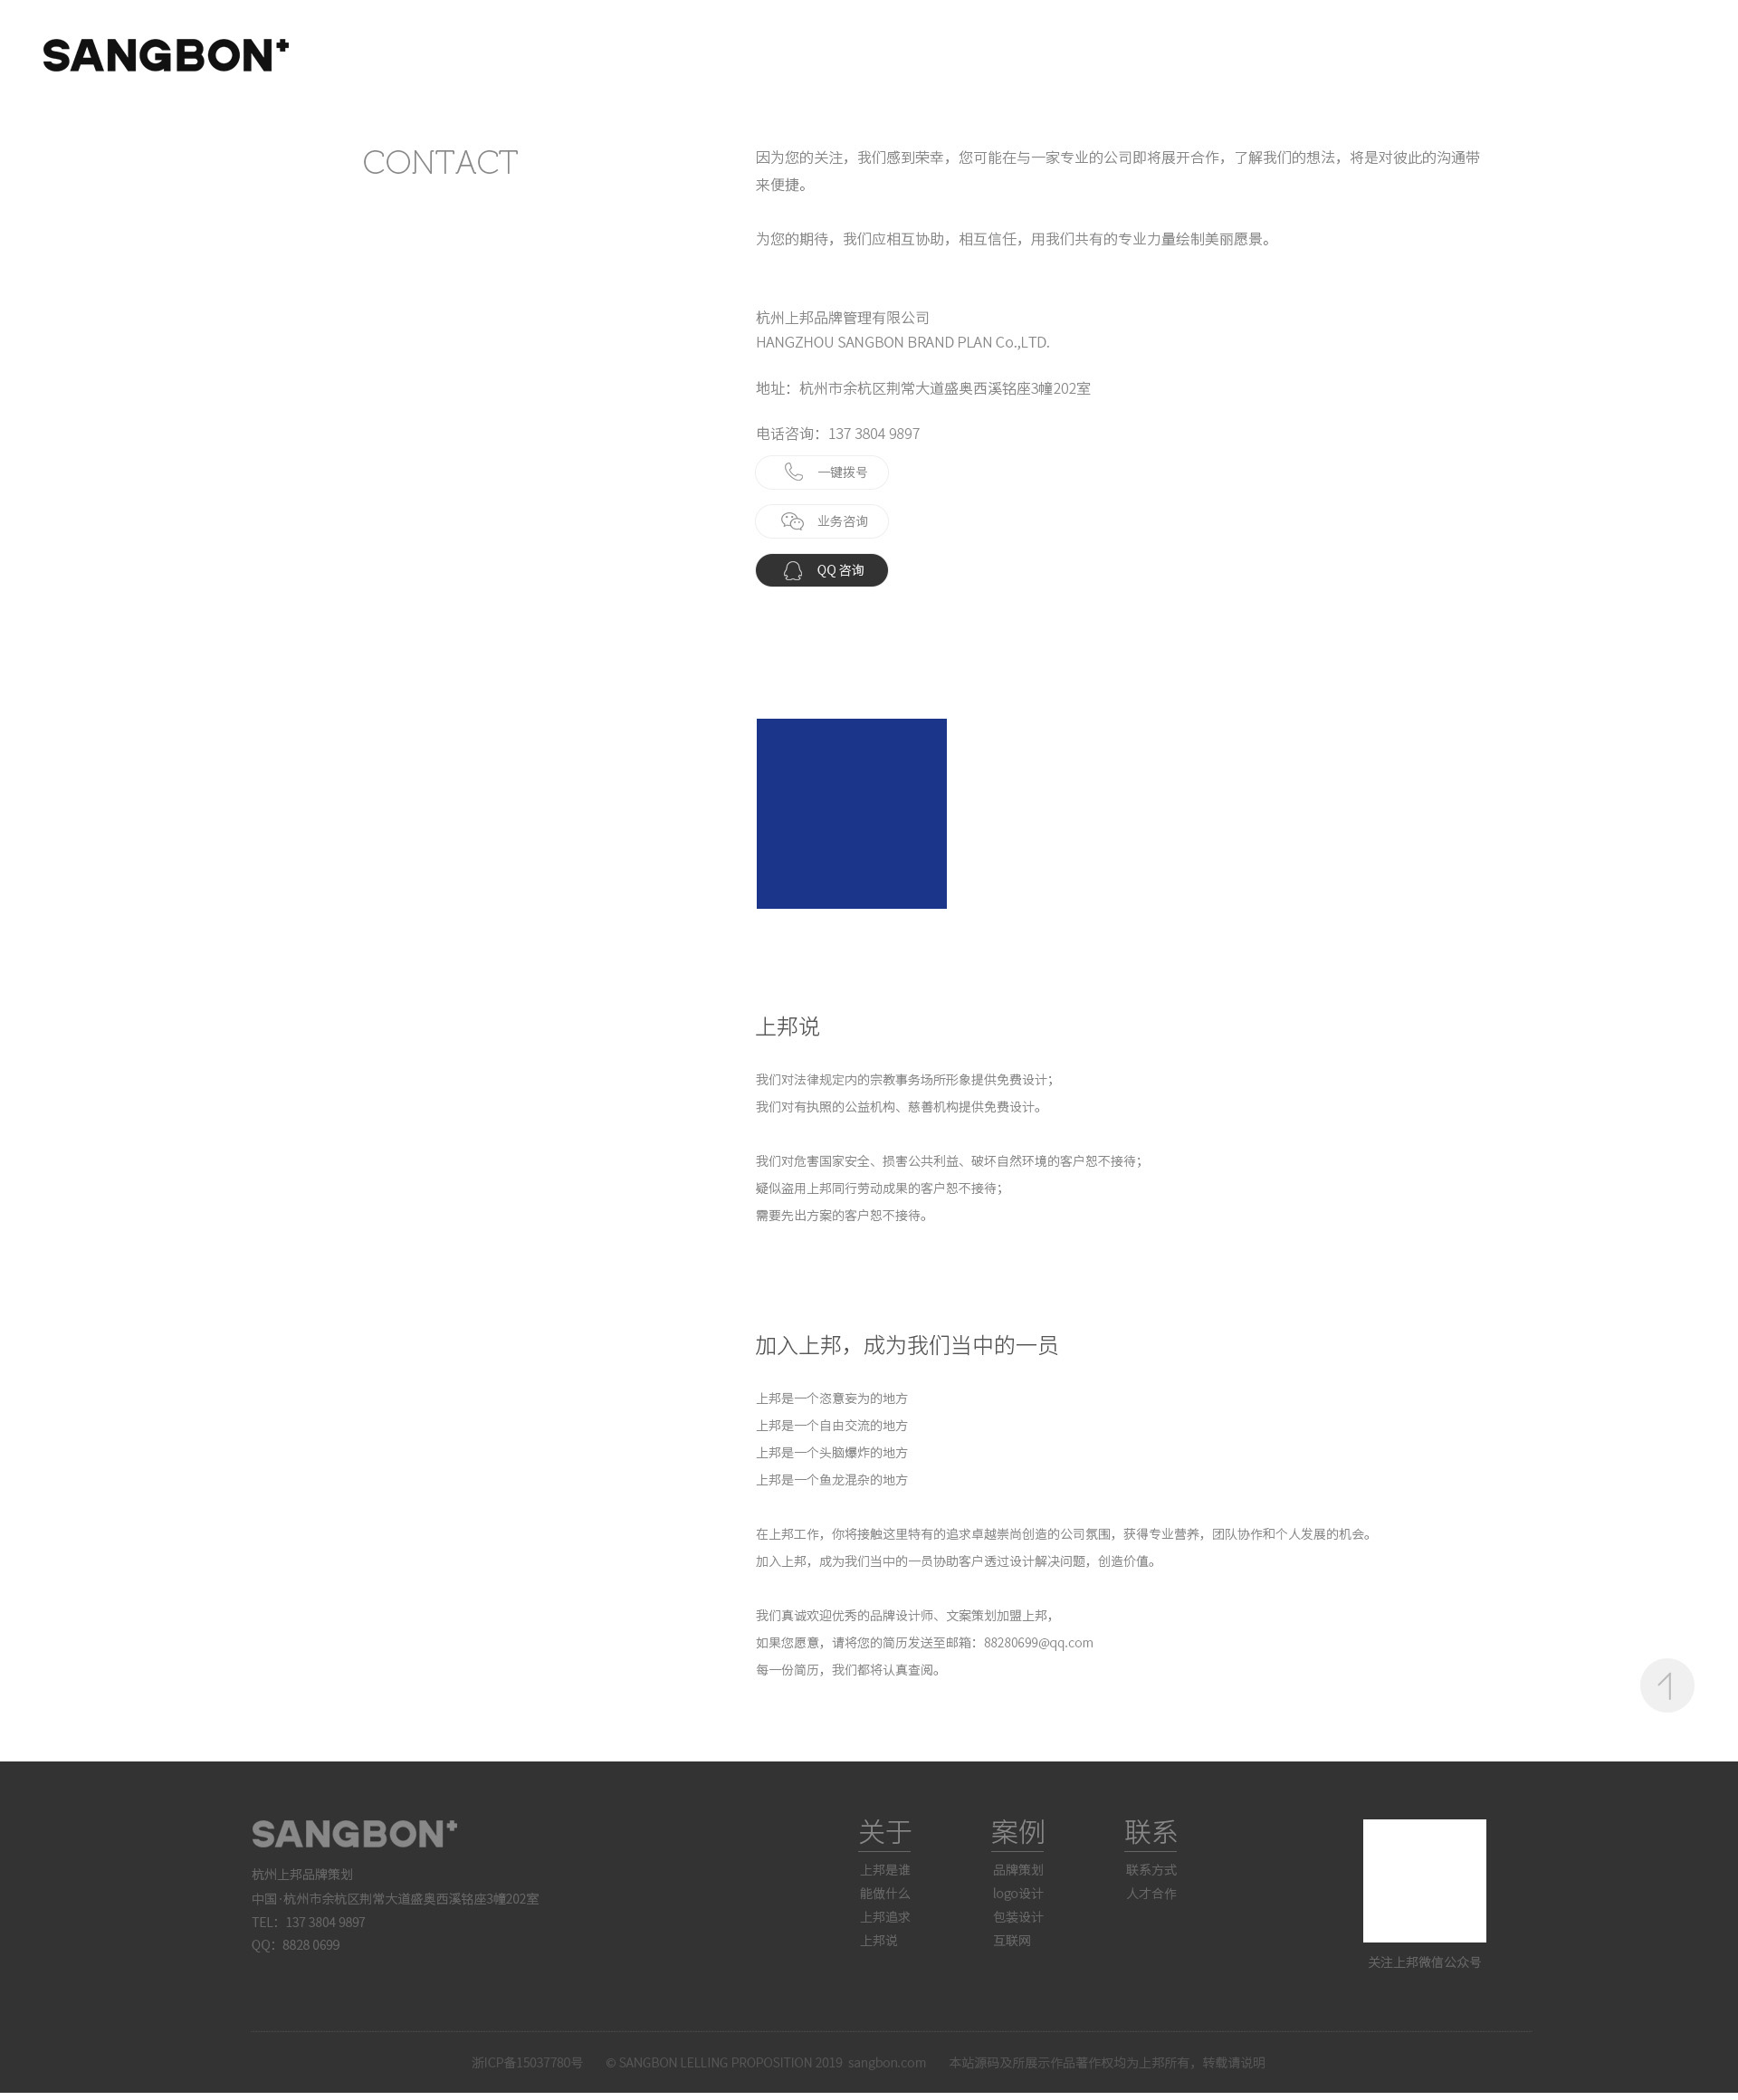 SANGBON+
CONTACT
因为您的关注，我们感到荣幸，您可能在与一家专业的公司即将展开合作，了解我们的想法，将是对彼此的沟通带
来便捷。
为您的期待，我们应相互协助，相互信任，用我们共有的专业力量绘制美丽愿景。
杭州上邦品牌管理有限公司
HANGZHOU SANGBON BRAND PLAN Co.,LTD.
地址：杭州市余杭区荆常大道盛奥西溪铭座3幢202室
电话咨询：137 3804 9897
一键拨号
业务咨询
QQ 咨询
上邦说
我们对法律规定内的宗教事务场所形象提供免费设计；
我们对有执照的公益机构、慈善机构提供免费设计。
我们对危害国家安全、损害公共利益、破坏自然环境的客户恕不接待；
疑似盗用上邦同行劳动成果的客户恕不接待；
需要先出方案的客户恕不接待。
加入上邦，成为我们当中的一员
上邦是一个恣意妄为的地方
上邦是一个自由交流的地方
上邦是一个头脑爆炸的地方
上邦是一个鱼龙混杂的地方
在上邦工作，你将接触这里特有的追求卓越崇尚创造的公司氛围，获得专业营养，团队协作和个人发展的机会。
加入上邦，成为我们当中的一员协助客户透过设计解决问题，创造价值。
我们真诚欢迎优秀的品牌设计师、文案策划加盟上邦，
如果您愿意，请将您的简历发送至邮箱：88280699@qq.com
每一份简历，我们都将认真查阅。
SANGBON+
杭州上邦品牌策划
中国·杭州市余杭区荆常大道盛奥西溪铭座3幢202室
TEL：137 3804 9897
QQ：8828 0699
关于
上邦是谁
能做什么
上邦追求
上邦说
案例
品牌策划
logo设计
包装设计
互联网
联系
联系方式
人才合作
关注上邦微信公众号
浙ICP备15037780号 © SANGBON LELLING PROPOSITION 2019 sangbon.com 本站源码及所展示作品著作权均为上邦所有，转载请说明